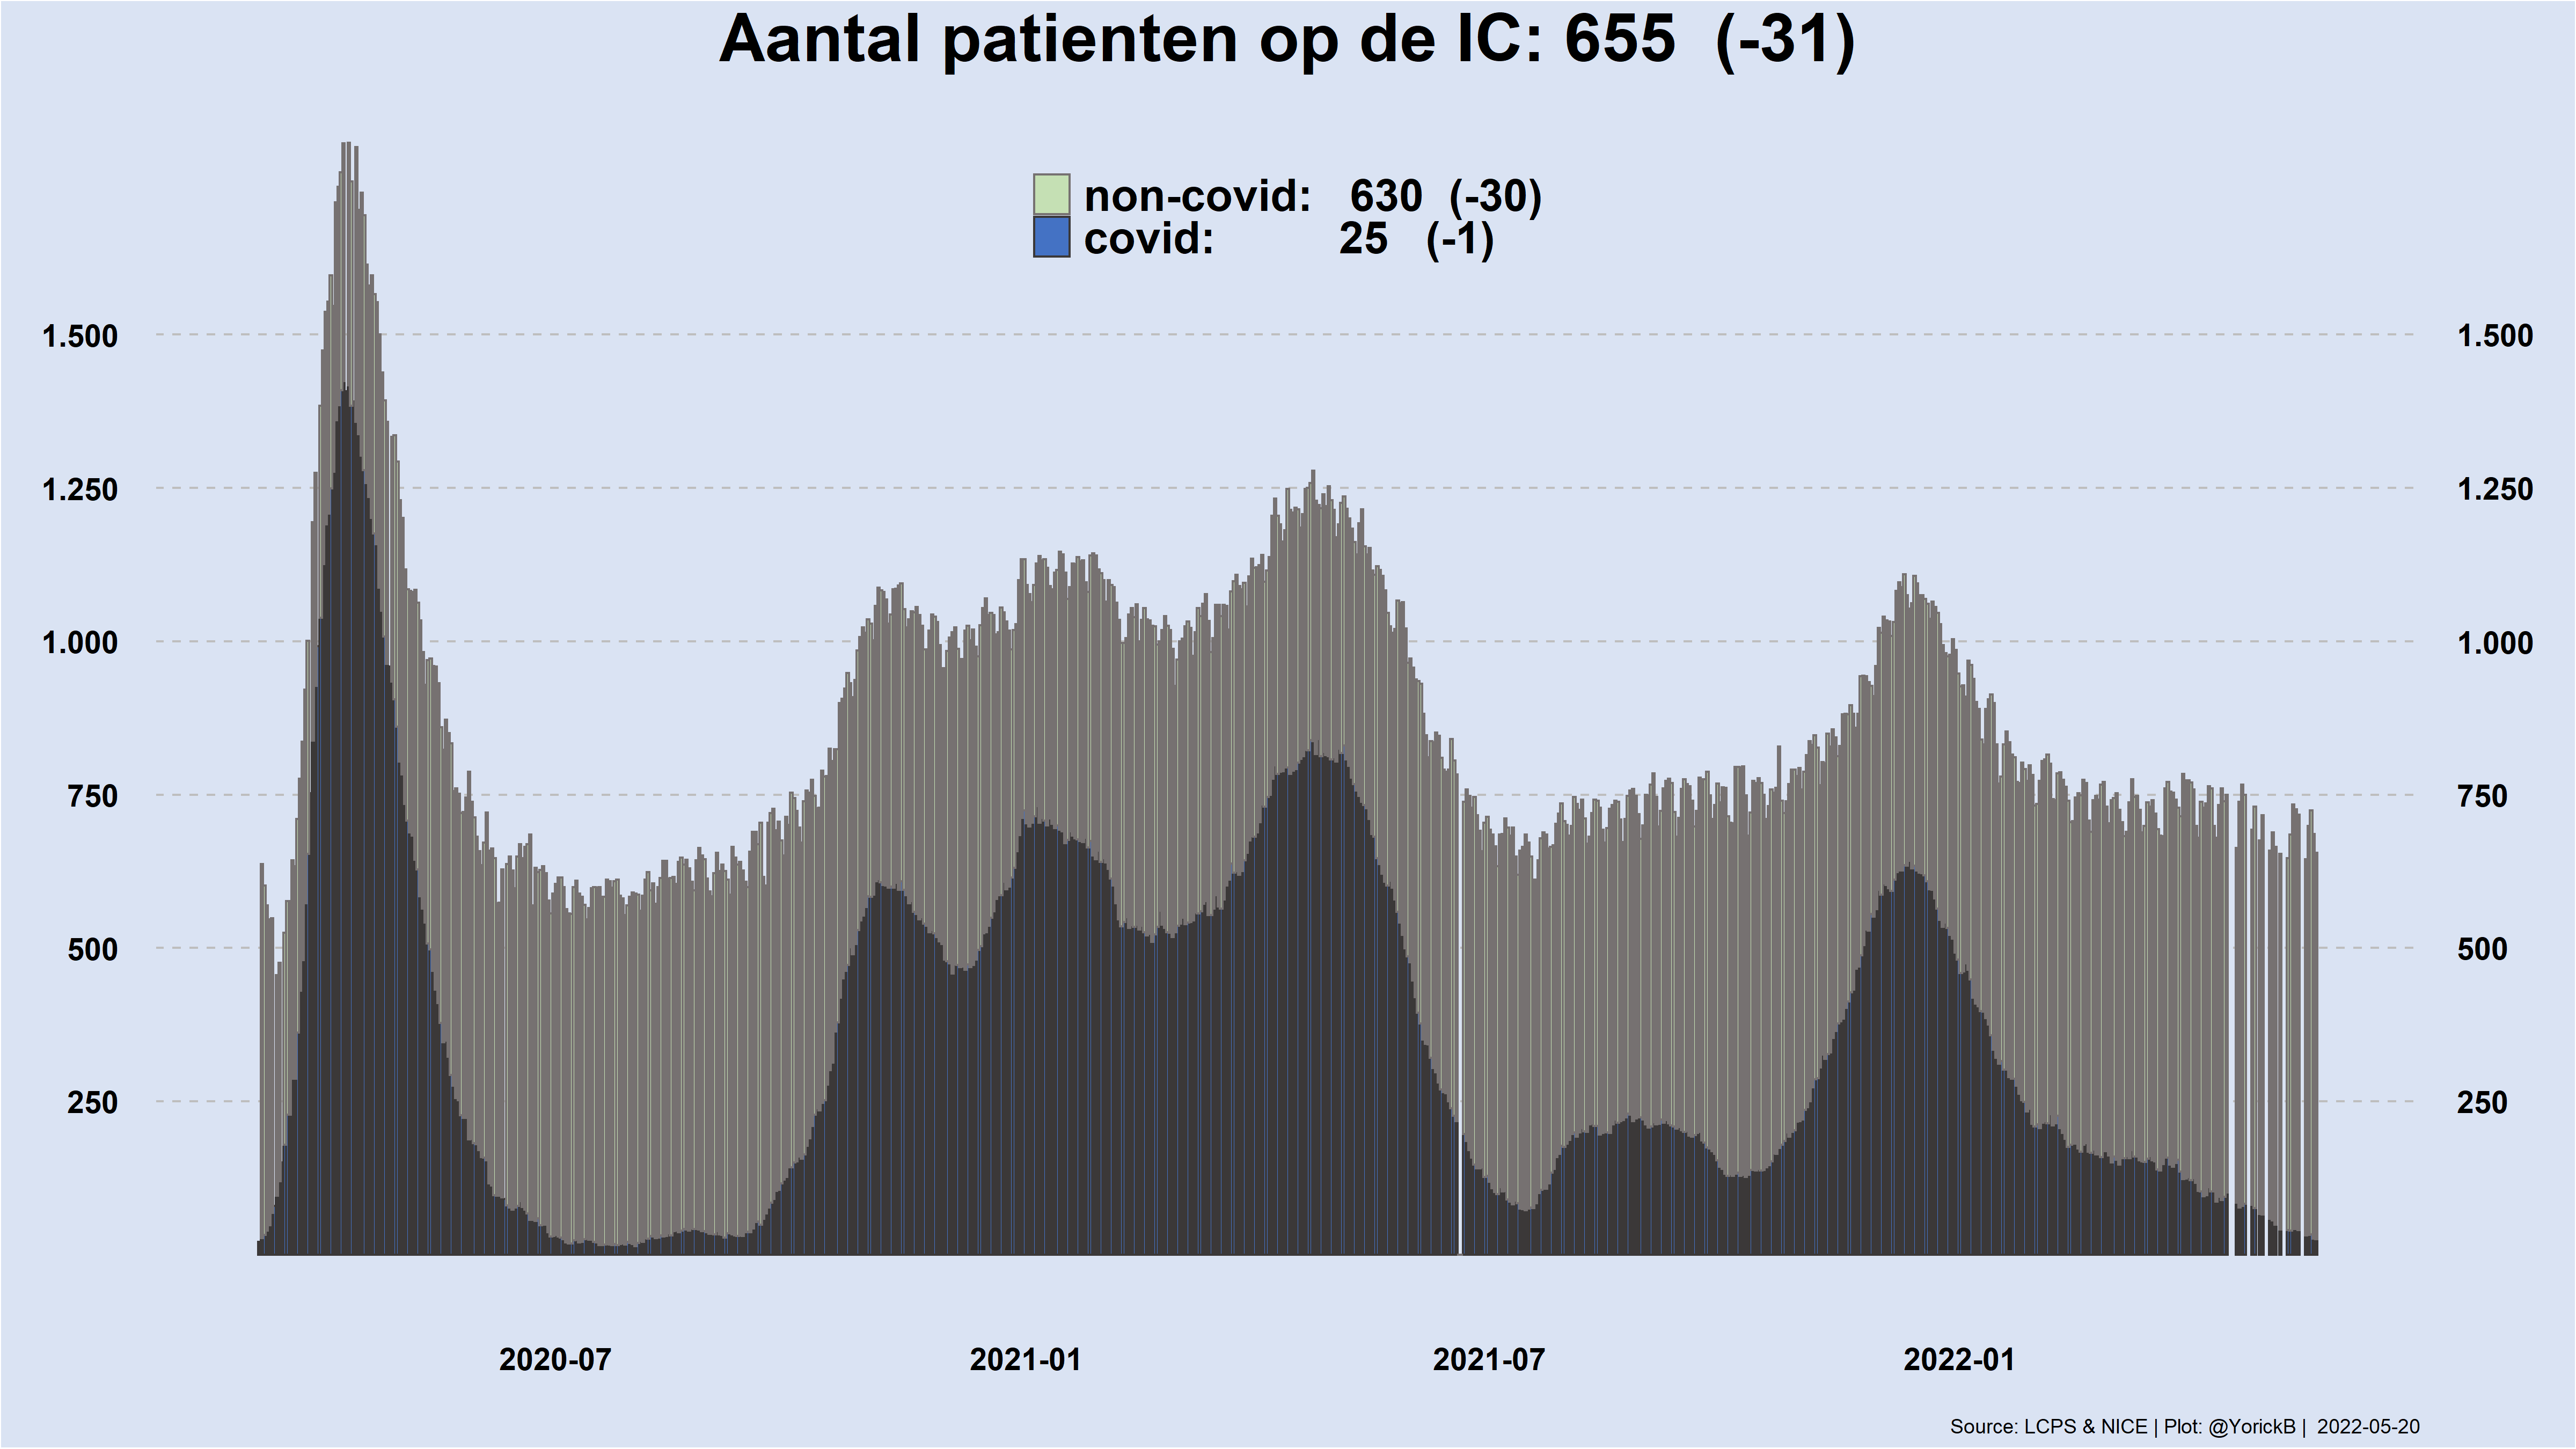 Aantal patienten op de IC: 655 (-31)
non-covid: 630 (-30)
covid: 25 (-1)
1.500 1.500
1.250 1.250
1.000 1.000
750 750
500 500
250 250
2020-07 2021-01 2021-07 2022-01
Source: LCPS & NICE | Plot: @YorickB | 2022-05-20